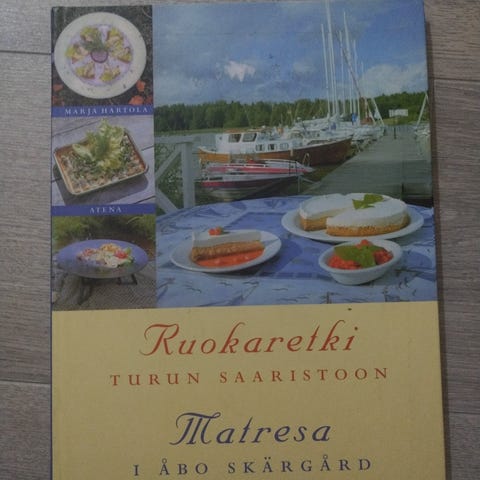 MARJA HARTOLA
ATENA
Ruokaretki
TURUN SAARISTOON
Matresa
I ÅBO SKÄRGÅRD